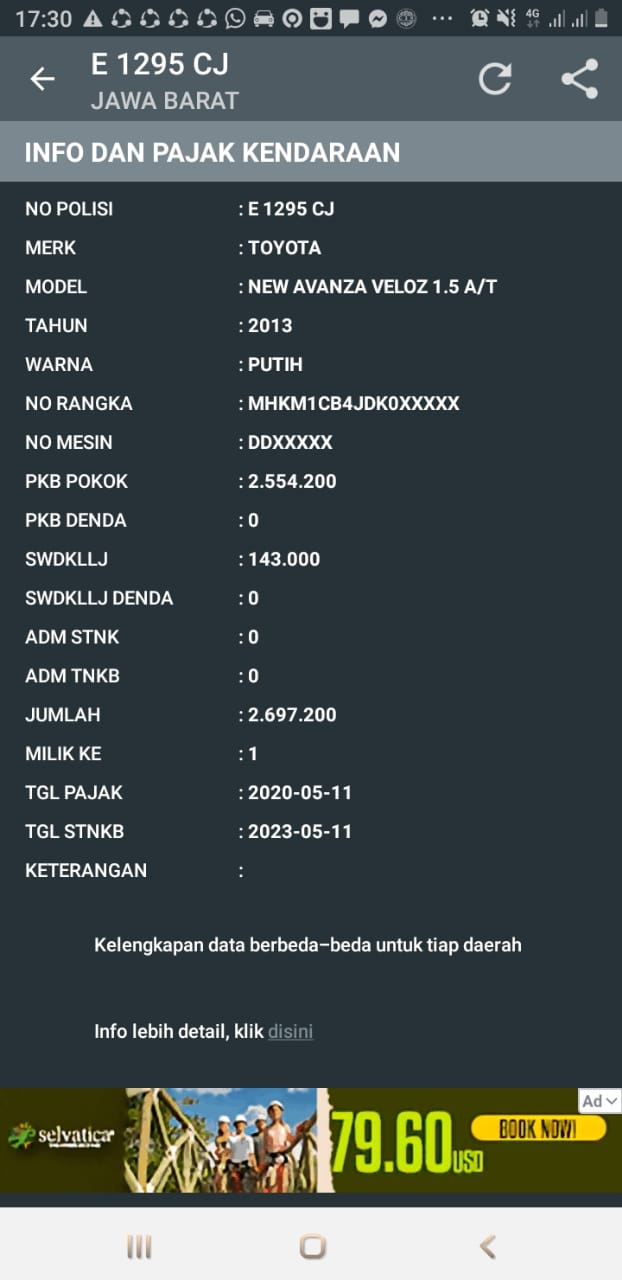 17:30 4G
E 1295 CJ
JAWA BARAT
INFO DAN PAJAK KENDARAAN
NO POLISI : E 1295 CJ
MERK : TOYOTA
MODEL : NEW AVANZA VELOZ 1.5 A/T
TAHUN : 2013
WARNA : PUTIH
NO RANGKA : MHKM1CB4JDK0XXXXX
NO MESIN : DDXXXXX
PKB POKOK : 2.554.200
PKB DENDA : 0
SWDKLLJ : 143.000
SWDKLLJ DENDA : 0
ADM STNK : 0
ADM TNKB : 0
JUMLAH : 2.697.200
MILIK KE : 1
TGL PAJAK : 2020-05-11
TGL STNKB : 2023-05-11
KETERANGAN :
Kelengkapan data berbeda–beda untuk tiap daerah
Info lebih detail, klik disini
Ad
selvatica
79.60 USD
BOOK NOW!